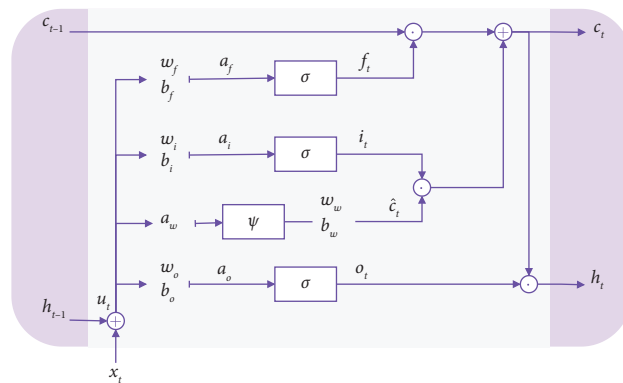 c_{t–1} ⊙ + c_t
w_f a_f σ f_t
b_f
w_i a_i σ i_t
b_i
a_w ψ w_w ĉ_t
b_w
w_o a_o σ o_t
b_o
h_{t–1} u_t h_t
+
x_t